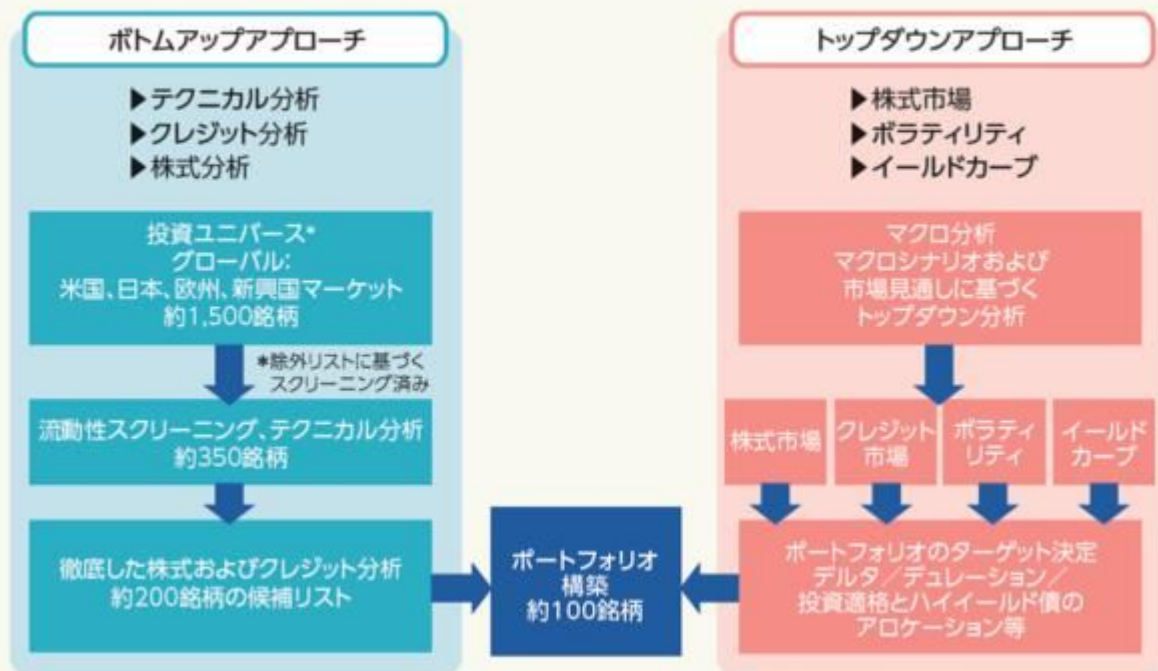 ボトムアップアプローチ
▶テクニカル分析
▶クレジット分析
▶株式分析
投資ユニバース*
グローバル:
米国、日本、欧州、新興国マーケット
約1,500銘柄
*除外リストに基づく
スクリーニング済み
流動性スクリーニング、テクニカル分析
約350銘柄
徹底した株式およびクレジット分析
約200銘柄の候補リスト
ポートフォリオ
構築
約100銘柄
トップダウンアプローチ
▶株式市場
▶ボラティリティ
▶イールドカーブ
マクロ分析
マクロシナリオおよび
市場見通しに基づく
トップダウン分析
株式市場
クレジット
市場
ボラティ
リティ
イールド
カーブ
ポートフォリオのターゲット決定
デルタ／デュレーション／
投資適格とハイイールド債の
アロケーション等